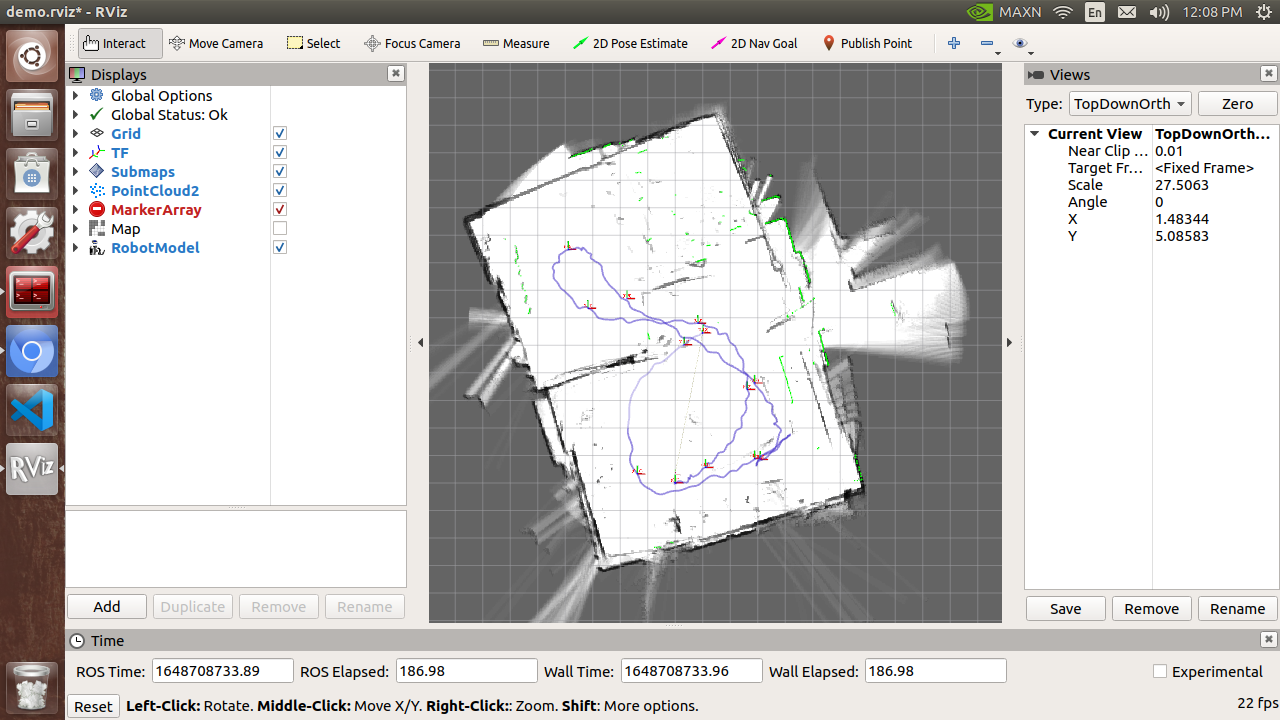 demo.rviz* - RViz
MAXN En 12:08 PM
Interact Move Camera Select Focus Camera Measure 2D Pose Estimate 2D Nav Goal Publish Point
Displays
Global Options
Global Status: Ok
Grid
TF
Submaps
PointCloud2
MarkerArray
Map
RobotModel
Add Duplicate Remove Rename
Views
Type: TopDownOrth Zero
Current View TopDownOrth...
Near Clip ... 0.01
Target Fr... <Fixed Frame>
Scale 27.5063
Angle 0
X 1.48344
Y 5.08583
Save Remove Rename
RViz
Time
ROS Time: 1648708733.89 ROS Elapsed: 186.98 Wall Time: 1648708733.96 Wall Elapsed: 186.98 Experimental
Reset Left-Click: Rotate. Middle-Click: Move X/Y. Right-Click:: Zoom. Shift: More options. 22 fps